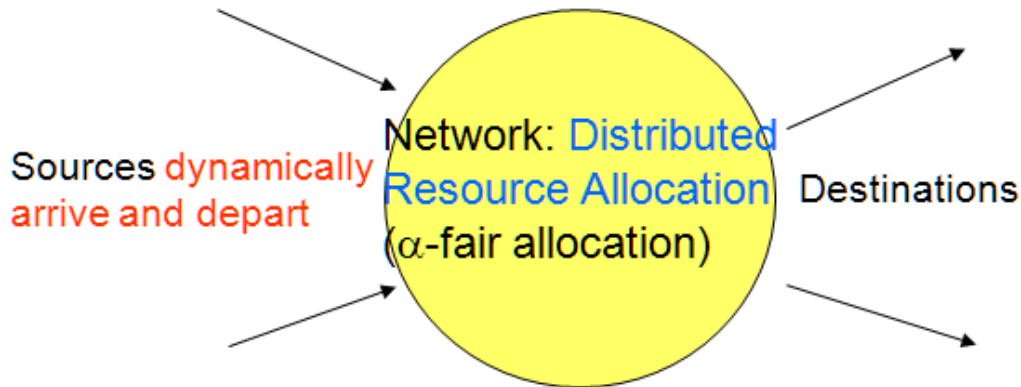 Sources dynamically
arrive and depart
Network: Distributed
Resource Allocation
(α-fair allocation)
Destinations